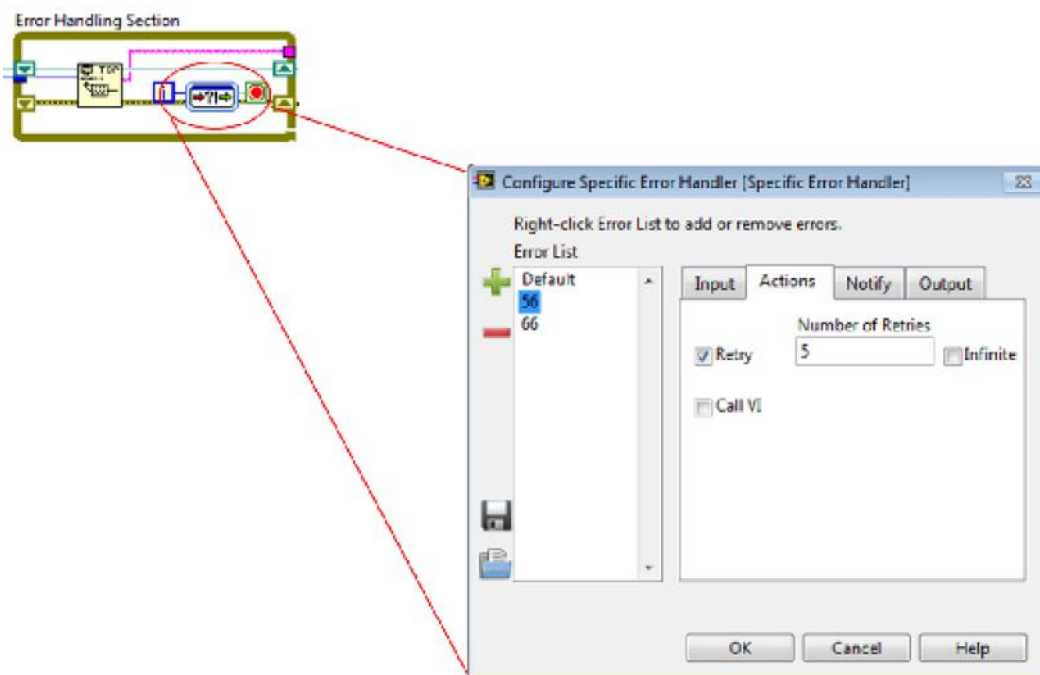 Error Handling Section
TCP
i
?!
Configure Specific Error Handler [Specific Error Handler]
Right-click Error List to add or remove errors.
Error List
Default
56
66
Input Actions Notify Output
Number of Retries
Retry 5 Infinite
Call VI
OK Cancel Help